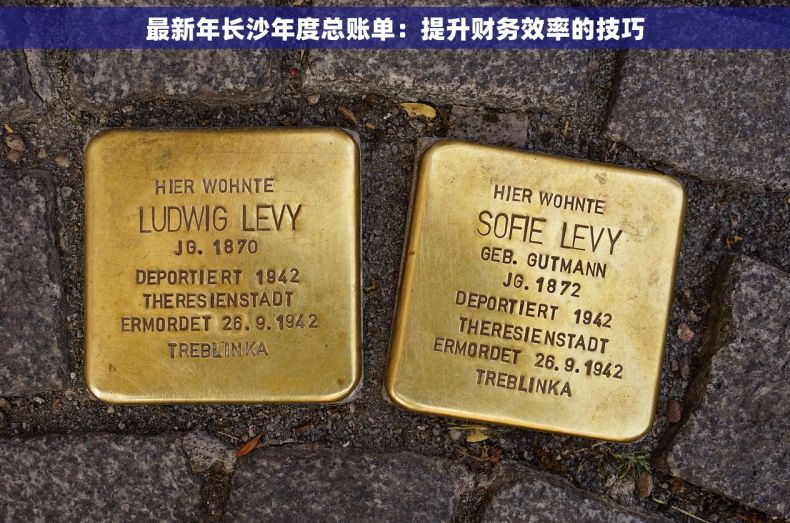 最新年长沙年度总账单：提升财务效率的技巧
HIER WOHNTE
LUDWIG LEVY
JG. 1870
DEPORTIERT 1942
THERESIENSTADT
ERMORDET 26.9.1942
TREBLINKA
HIER WOHNTE
SOFIE LEVY
GEB. GUTMANN
JG. 1872
DEPORTIERT 1942
THERESIENSTADT
ERMORDET 26.9.1942
TREBLINKA